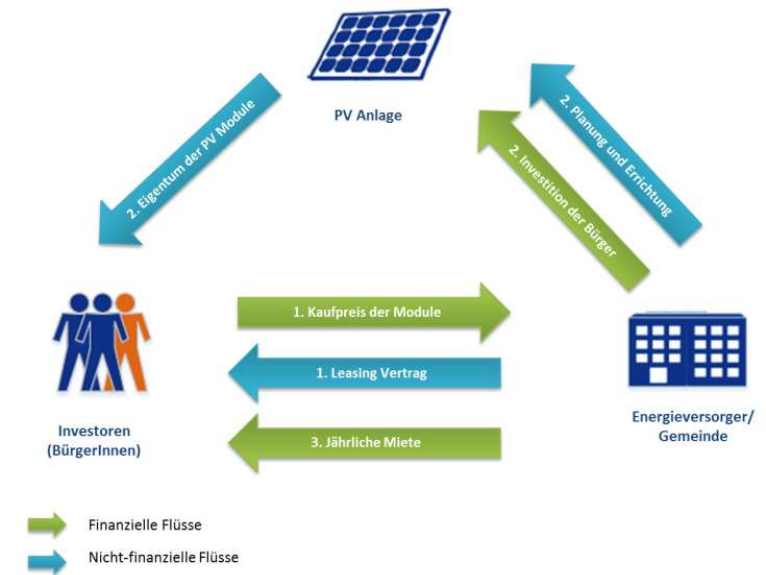 PV Anlage
2. Eigentum der PV Module
2. Planung und Errichtung
2. Investition der Bürger
1. Kaufpreis der Module
1. Leasing Vertrag
3. Jährliche Miete
Investoren
(BürgerInnen)
Energieversorger/
Gemeinde
Finanzielle Flüsse
Nicht-finanzielle Flüsse